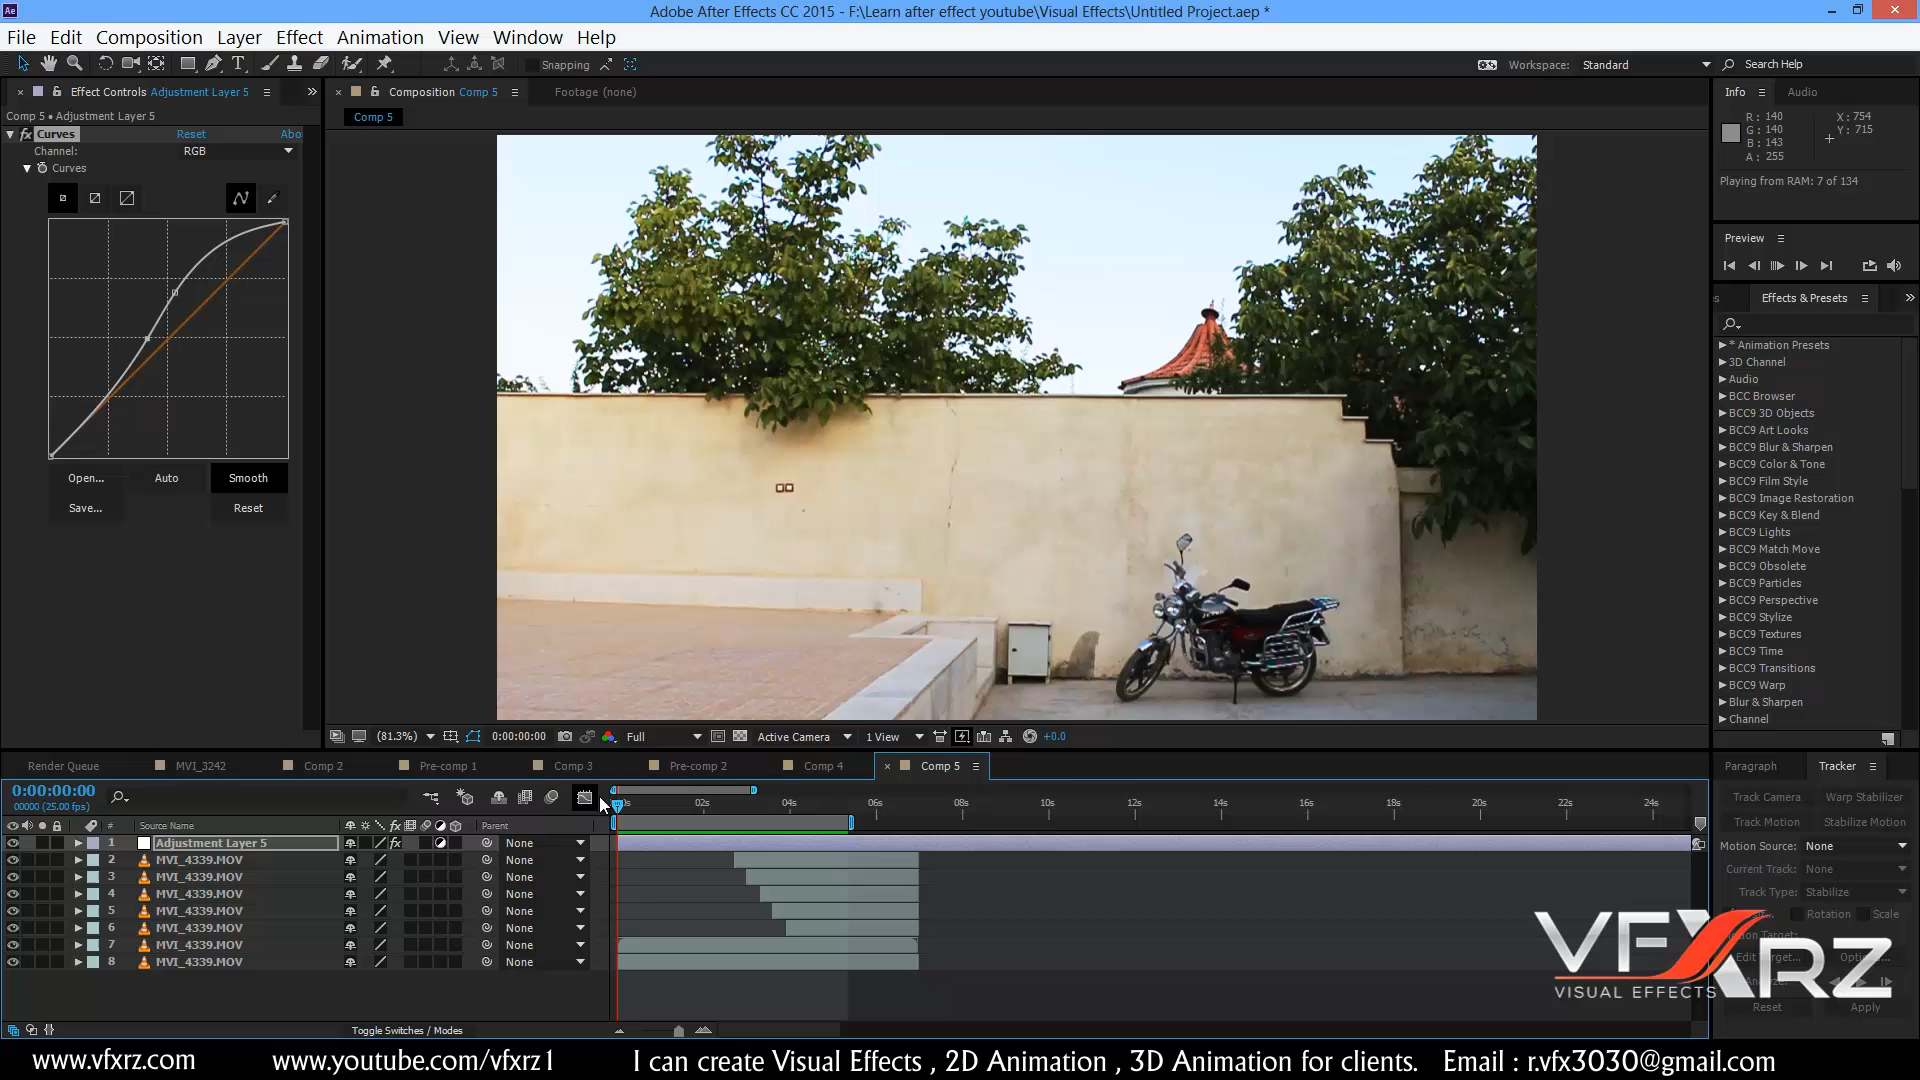 Adobe After Effects CC 2015 - F:\Learn after effect youtube\Visual Effects\Untitled Project.aep *
File Edit Composition Layer Effect Animation View Window Help
Snapping
Workspace: Standard
Search Help
Effect Controls Adjustment Layer 5
Comp 5 • Adjustment Layer 5
fx Curves Reset Abo
Channel: RGB
Curves
Open... Auto Smooth
Save... Reset
Composition Comp 5
Footage (none)
Comp 5
(81.3%) 0:00:00:00 Full Active Camera 1 View +0.0
Info Audio
R: 140 X: 754
G: 140 Y: 715
B: 143
A: 255
Playing from RAM: 7 of 134
Preview
Effects & Presets
* Animation Presets
3D Channel
Audio
BCC Browser
BCC9 3D Objects
BCC9 Art Looks
BCC9 Blur & Sharpen
BCC9 Color & Tone
BCC9 Film Style
BCC9 Image Restoration
BCC9 Key & Blend
BCC9 Lights
BCC9 Match Move
BCC9 Obsolete
BCC9 Particles
BCC9 Perspective
BCC9 Stylize
BCC9 Textures
BCC9 Time
BCC9 Transitions
BCC9 Warp
Blur & Sharpen
Channel
Render Queue MVI_3242 Comp 2 Pre-comp 1 Comp 3 Pre-comp 2 Comp 4 Comp 5
0:00:00:00
00000 (25.00 fps)
02s 04s 06s 08s 10s 12s 14s 16s 18s 20s 22s 24s
# Source Name Parent
1 Adjustment Layer 5 fx None
2 MVI_4339.MOV None
3 MVI_4339.MOV None
4 MVI_4339.MOV None
5 MVI_4339.MOV None
6 MVI_4339.MOV None
7 MVI_4339.MOV None
8 MVI_4339.MOV None
Toggle Switches / Modes
Paragraph Tracker
Track Camera Warp Stabilizer
Track Motion Stabilize Motion
Motion Source: None
Current Track: None
Track Type: Stabilize
Rotation Scale
Edit Target...
Reset Apply
VFXRZ
VISUAL EFFECTS
www.vfxrz.com www.youtube.com/vfxrz1 I can create Visual Effects , 2D Animation , 3D Animation for clients. Email : r.vfx3030@gmail.com